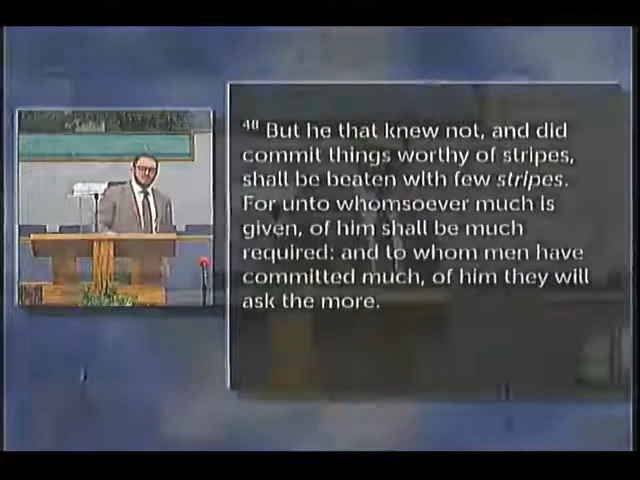 48 But he that knew not, and did
commit things worthy of stripes,
shall be beaten with few stripes.
For unto whomsoever much is
given, of him shall be much
required: and to whom men have
committed much, of him they will
ask the more.